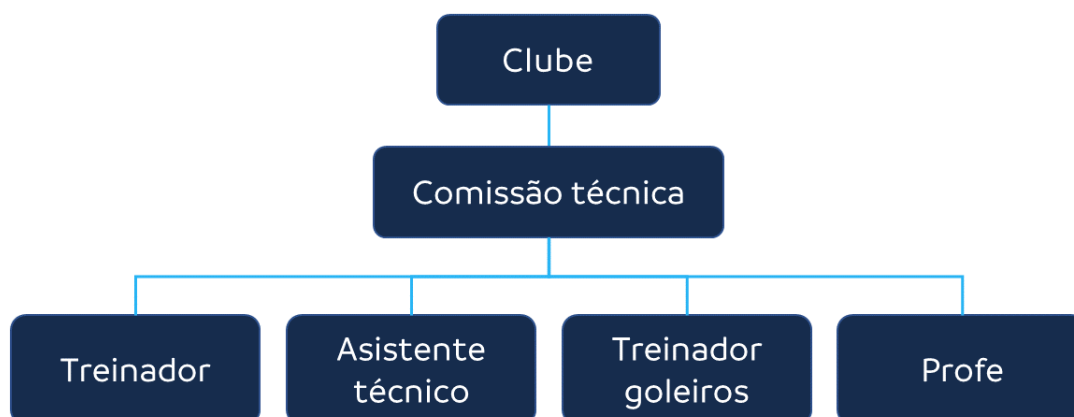 Clube
Comissão técnica
Treinador
Asistente
técnico
Treinador
goleiros
Profe